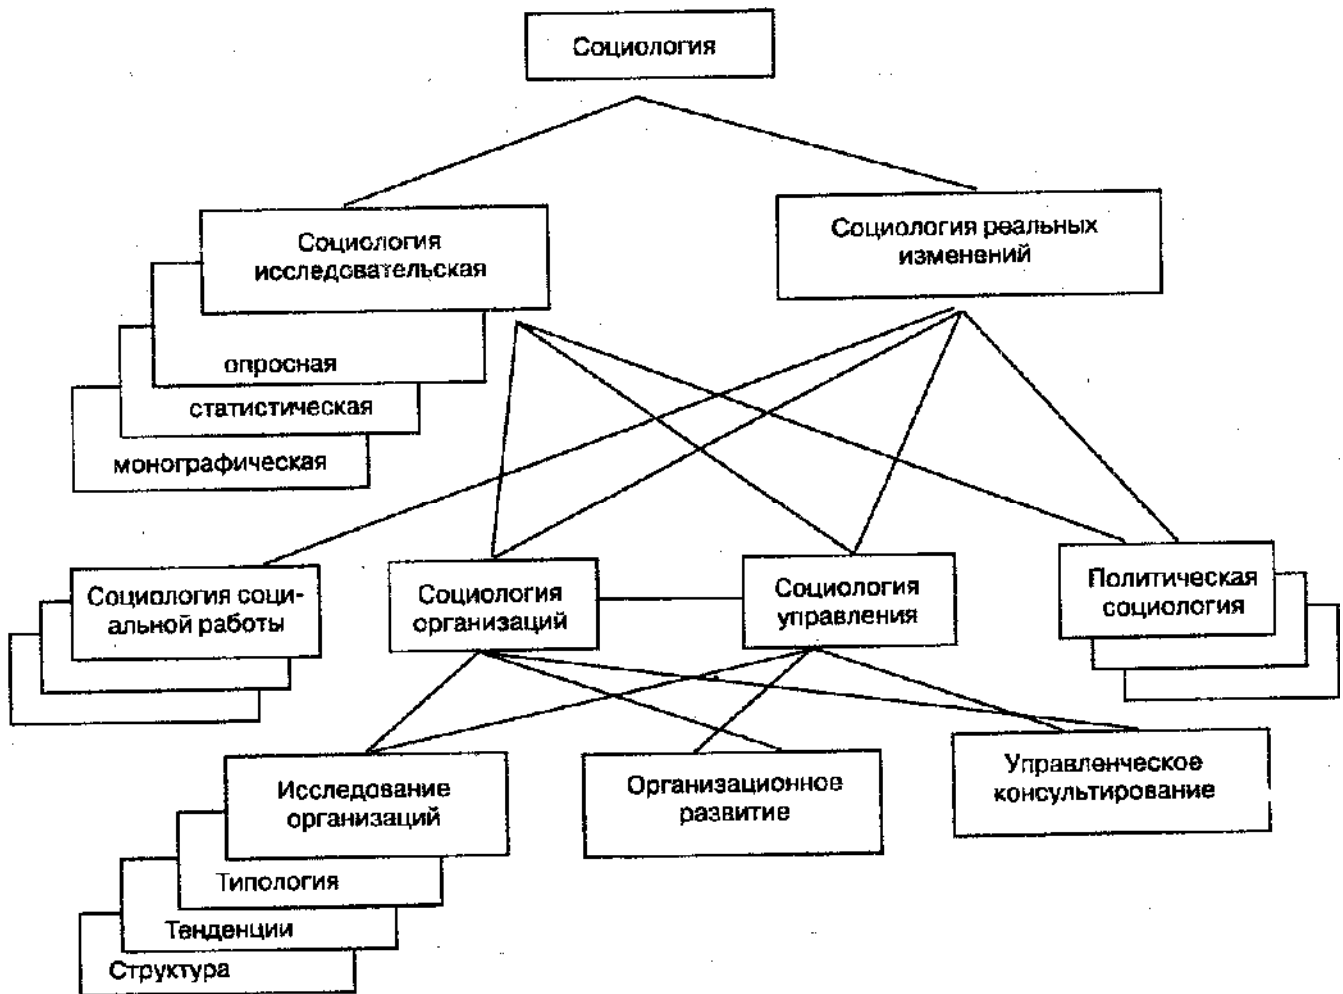 Социология
Социология
исследовательская
Социология реальных
изменений
опросная
статистическая
монографическая
Социология соци-
альной работы
Социология
организаций
Социология
управления
Политическая
социология
Исследование
организаций
Организационное
развитие
Управленческое
консультирование
Типология
Тенденции
Структура